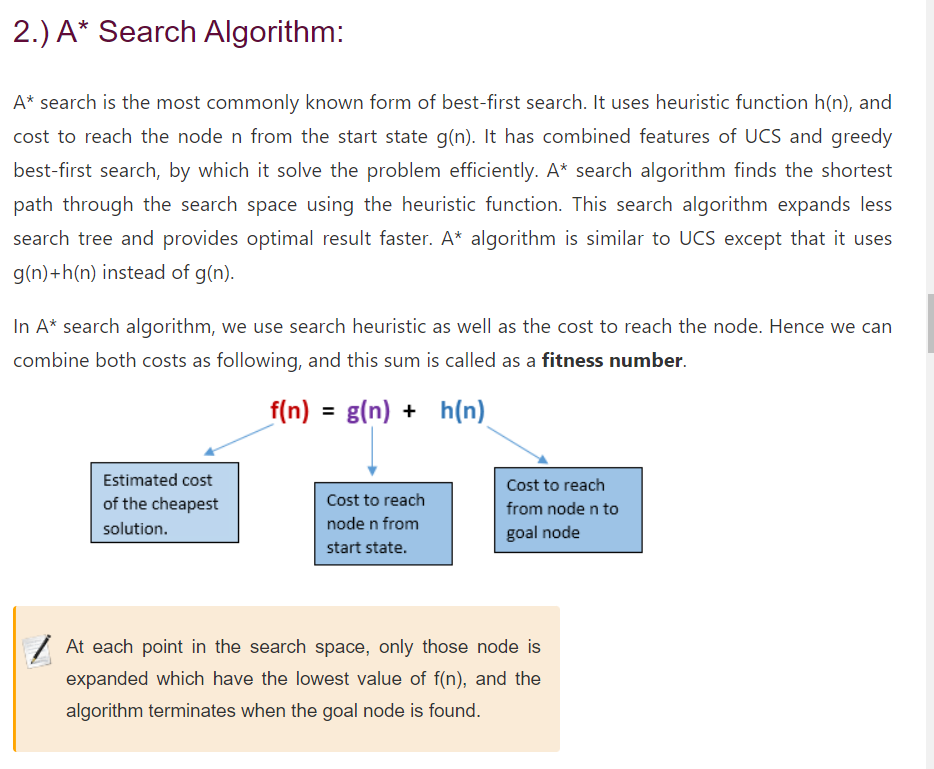 2.) A* Search Algorithm:
A* search is the most commonly known form of best-first search. It uses heuristic function h(n), and
cost to reach the node n from the start state g(n). It has combined features of UCS and greedy
best-first search, by which it solve the problem efficiently. A* search algorithm finds the shortest
path through the search space using the heuristic function. This search algorithm expands less
search tree and provides optimal result faster. A* algorithm is similar to UCS except that it uses
g(n)+h(n) instead of g(n).
In A* search algorithm, we use search heuristic as well as the cost to reach the node. Hence we can
combine both costs as following, and this sum is called as a fitness number.
f(n) = g(n) + h(n)
Estimated cost
of the cheapest
solution.
Cost to reach
node n from
start state.
Cost to reach
from node n to
goal node
At each point in the search space, only those node is
expanded which have the lowest value of f(n), and the
algorithm terminates when the goal node is found.